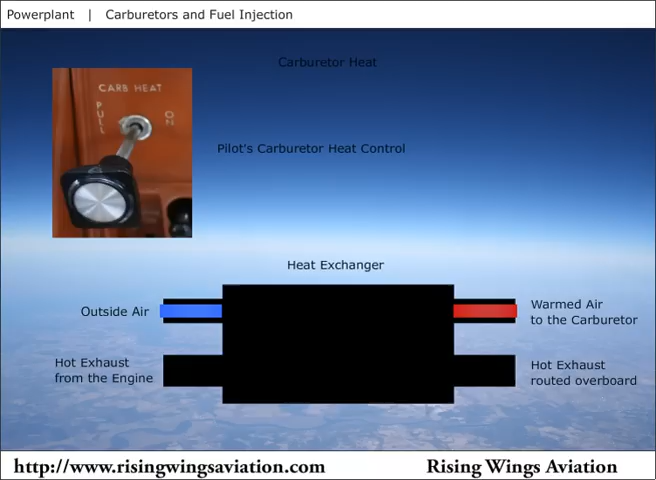 Powerplant | Carburetors and Fuel Injection
Carburetor Heat
CARB HEAT
PULL
ON
Pilot's Carburetor Heat Control
Heat Exchanger
Outside Air
Warmed Air
to the Carburetor
Hot Exhaust
from the Engine
Hot Exhaust
routed overboard
http://www.risingwingsaviation.com
Rising Wings Aviation